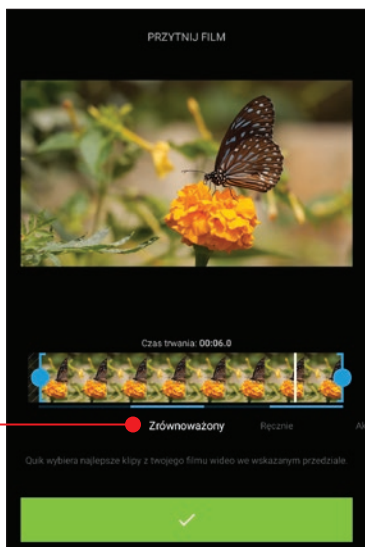 PRZYTNIJ FILM
Czas trwania: 00:06.0
Zrównoważony Ręcznie
Quik wybiera najlepsze klipy z twojego filmu wideo we wskazanym przedziale.